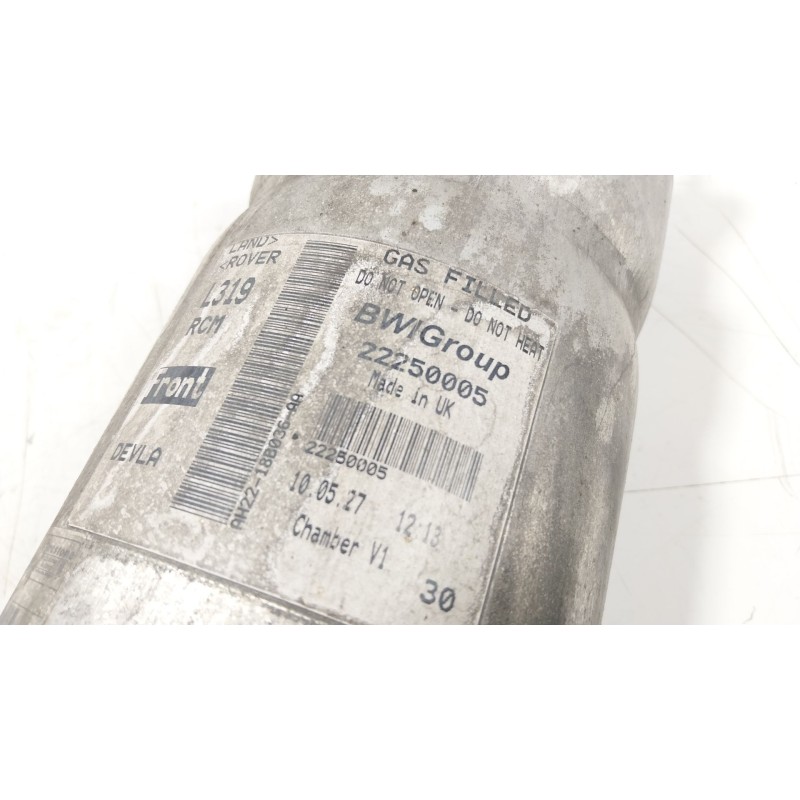 <LAND>
<ROVER
L319
RCM
Front
DEVLA
AH22-18B036-AA
GAS FILLED
DO NOT OPEN - DO NOT HEAT
BWIGroup
22250005
Made In UK
*22250005
10.05.27 12:13
Chamber V1
30